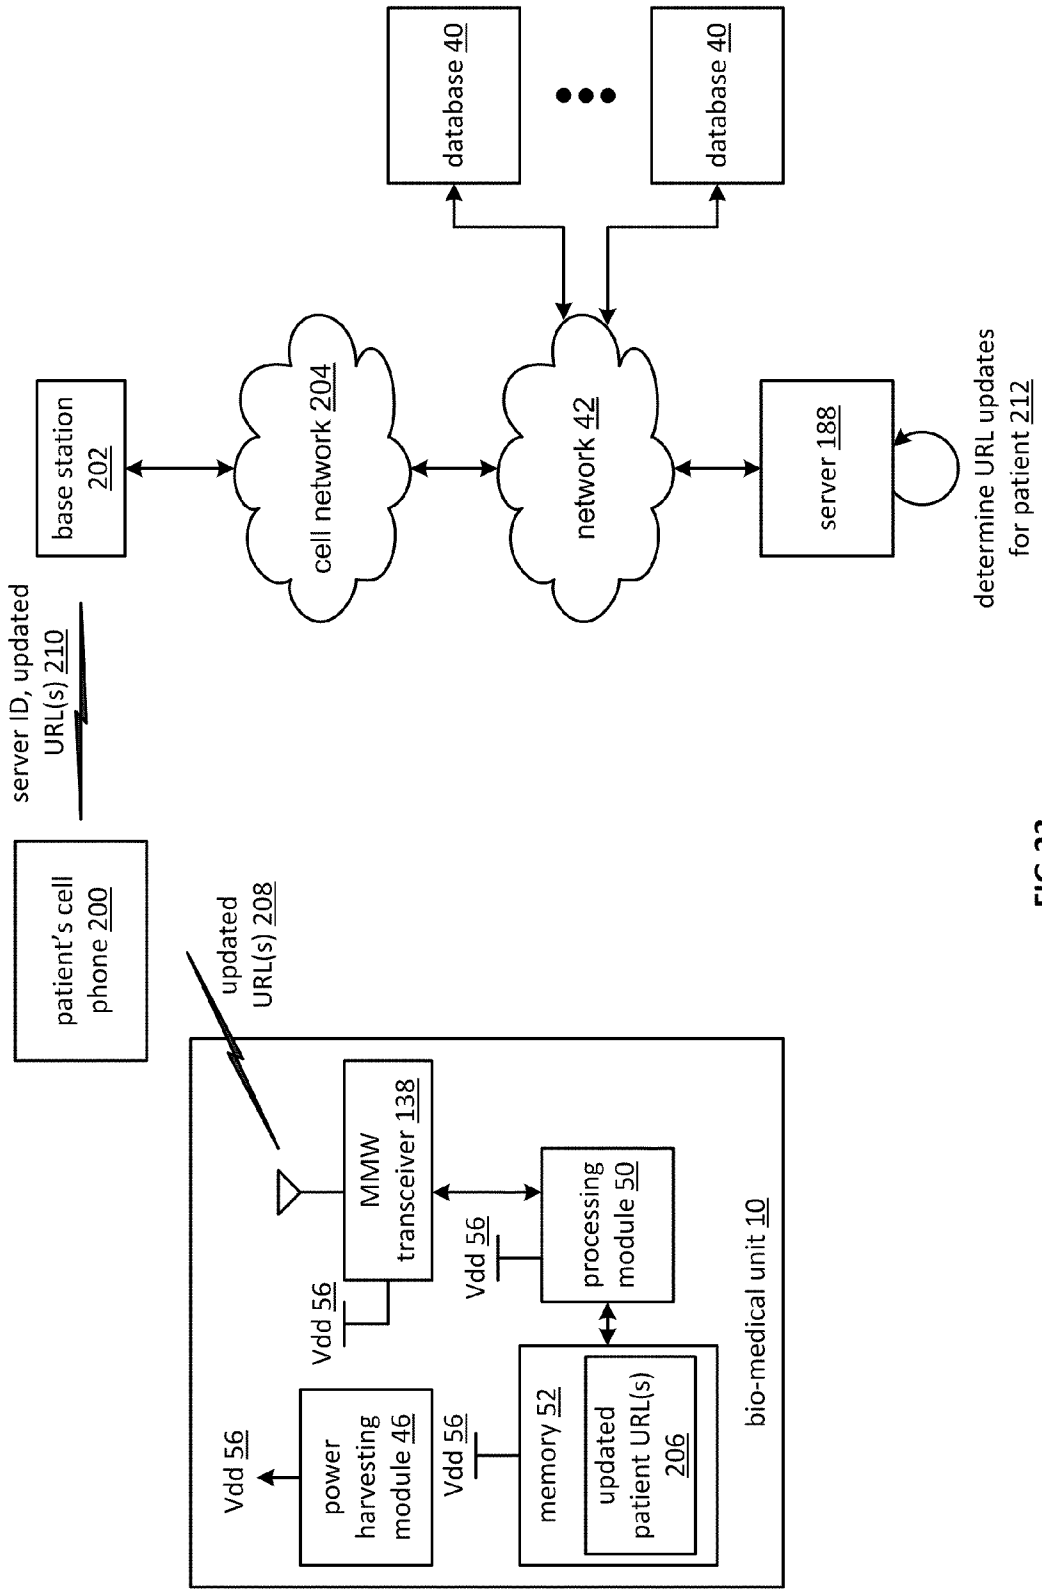 patient's cell
phone 200
server ID, updated
URL(s) 210
base station
202
updated
URL(s) 208
cell network 204
database 40
database 40
network 42
server 188
determine URL updates
for patient 212
Vdd 56
power
harvesting
module 46
Vdd 56
MMW
transceiver 138
Vdd 56
memory 52
updated
patient URL(s)
206
Vdd 56
processing
module 50
bio-medical unit 10
FIG